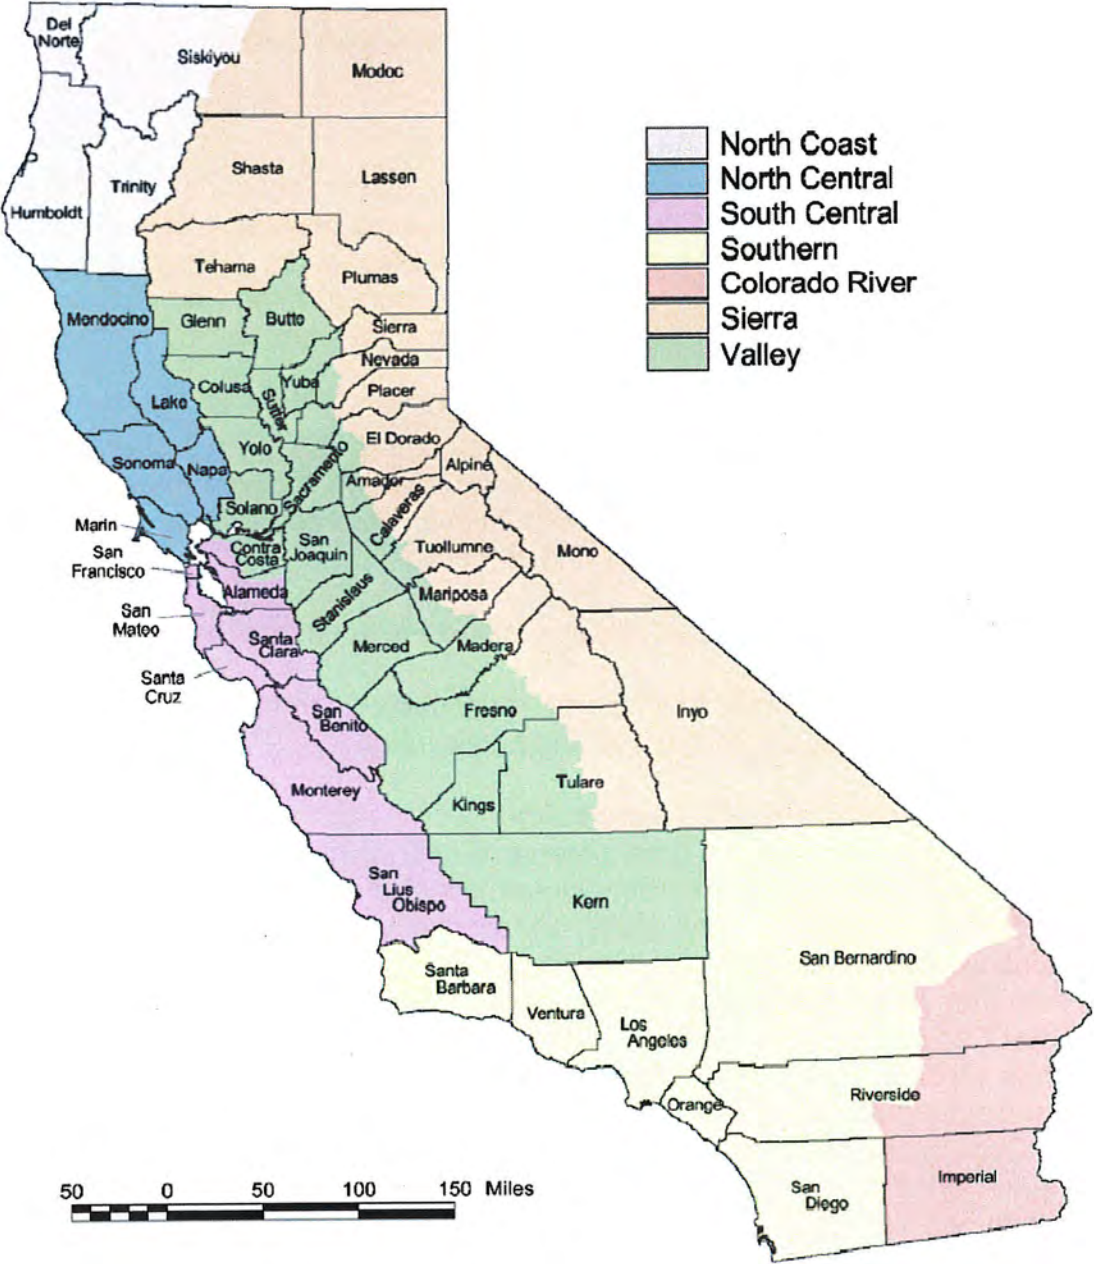 Del
Norte
Siskiyou
Modoc
Shasta
Lassen
Trinity
Humboldt
Tehama
Plumas
Mendocino
Glenn
Butte
Sierra
Nevada
Colusa
Sutter
Yuba
Placer
Lake
El Dorado
Yolo
Sonoma
Napa
Sacramento
Alpine
Amador
Solano
Calaveras
Marin
San
Francisco
Contra
Costa
San
Joaquin
Tuollumne
Mono
Alameda
Stanislaus
Mariposa
San
Mateo
Santa
Clara
Merced
Madera
Santa
Cruz
San
Benito
Fresno
Inyo
Monterey
Kings
Tulare
San
Lius
Obispo
Kern
San Bernardino
Santa
Barbara
Ventura
Los
Angeles
Orange
Riverside
San
Diego
Imperial
North Coast
North Central
South Central
Southern
Colorado River
Sierra
Valley
50 0 50 100 150 Miles